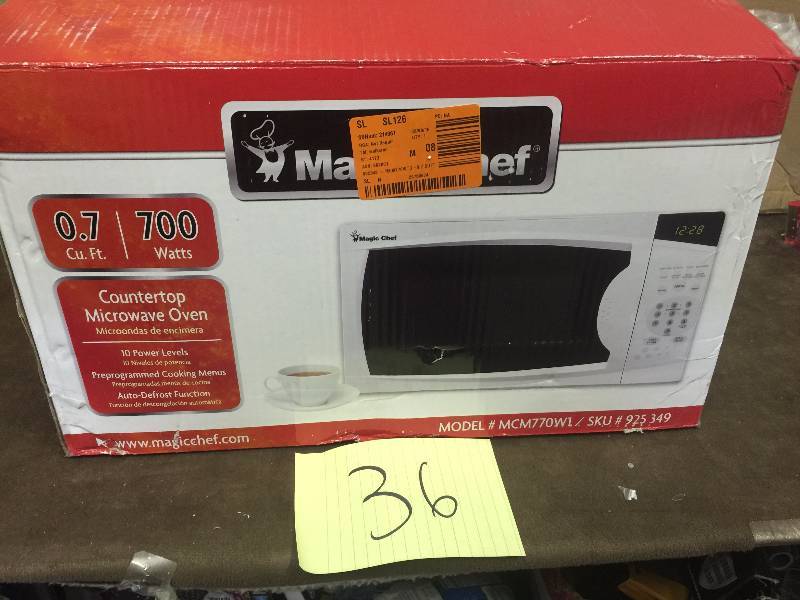 SL SL126
M 08
Ma hef®
0.7
Cu. Ft.
700
Watts
Countertop
Microwave Oven
Microondas de encimera
10 Power Levels
10 Niveles de potencia
Preprogrammed Cooking Menus
Preprogramadas menús de cocina
Auto-Defrost Function
Función de descongelación automática
Magic Chef
12:28
www.magicchef.com
MODEL # MCM770W1 / SKU # 925 349
36